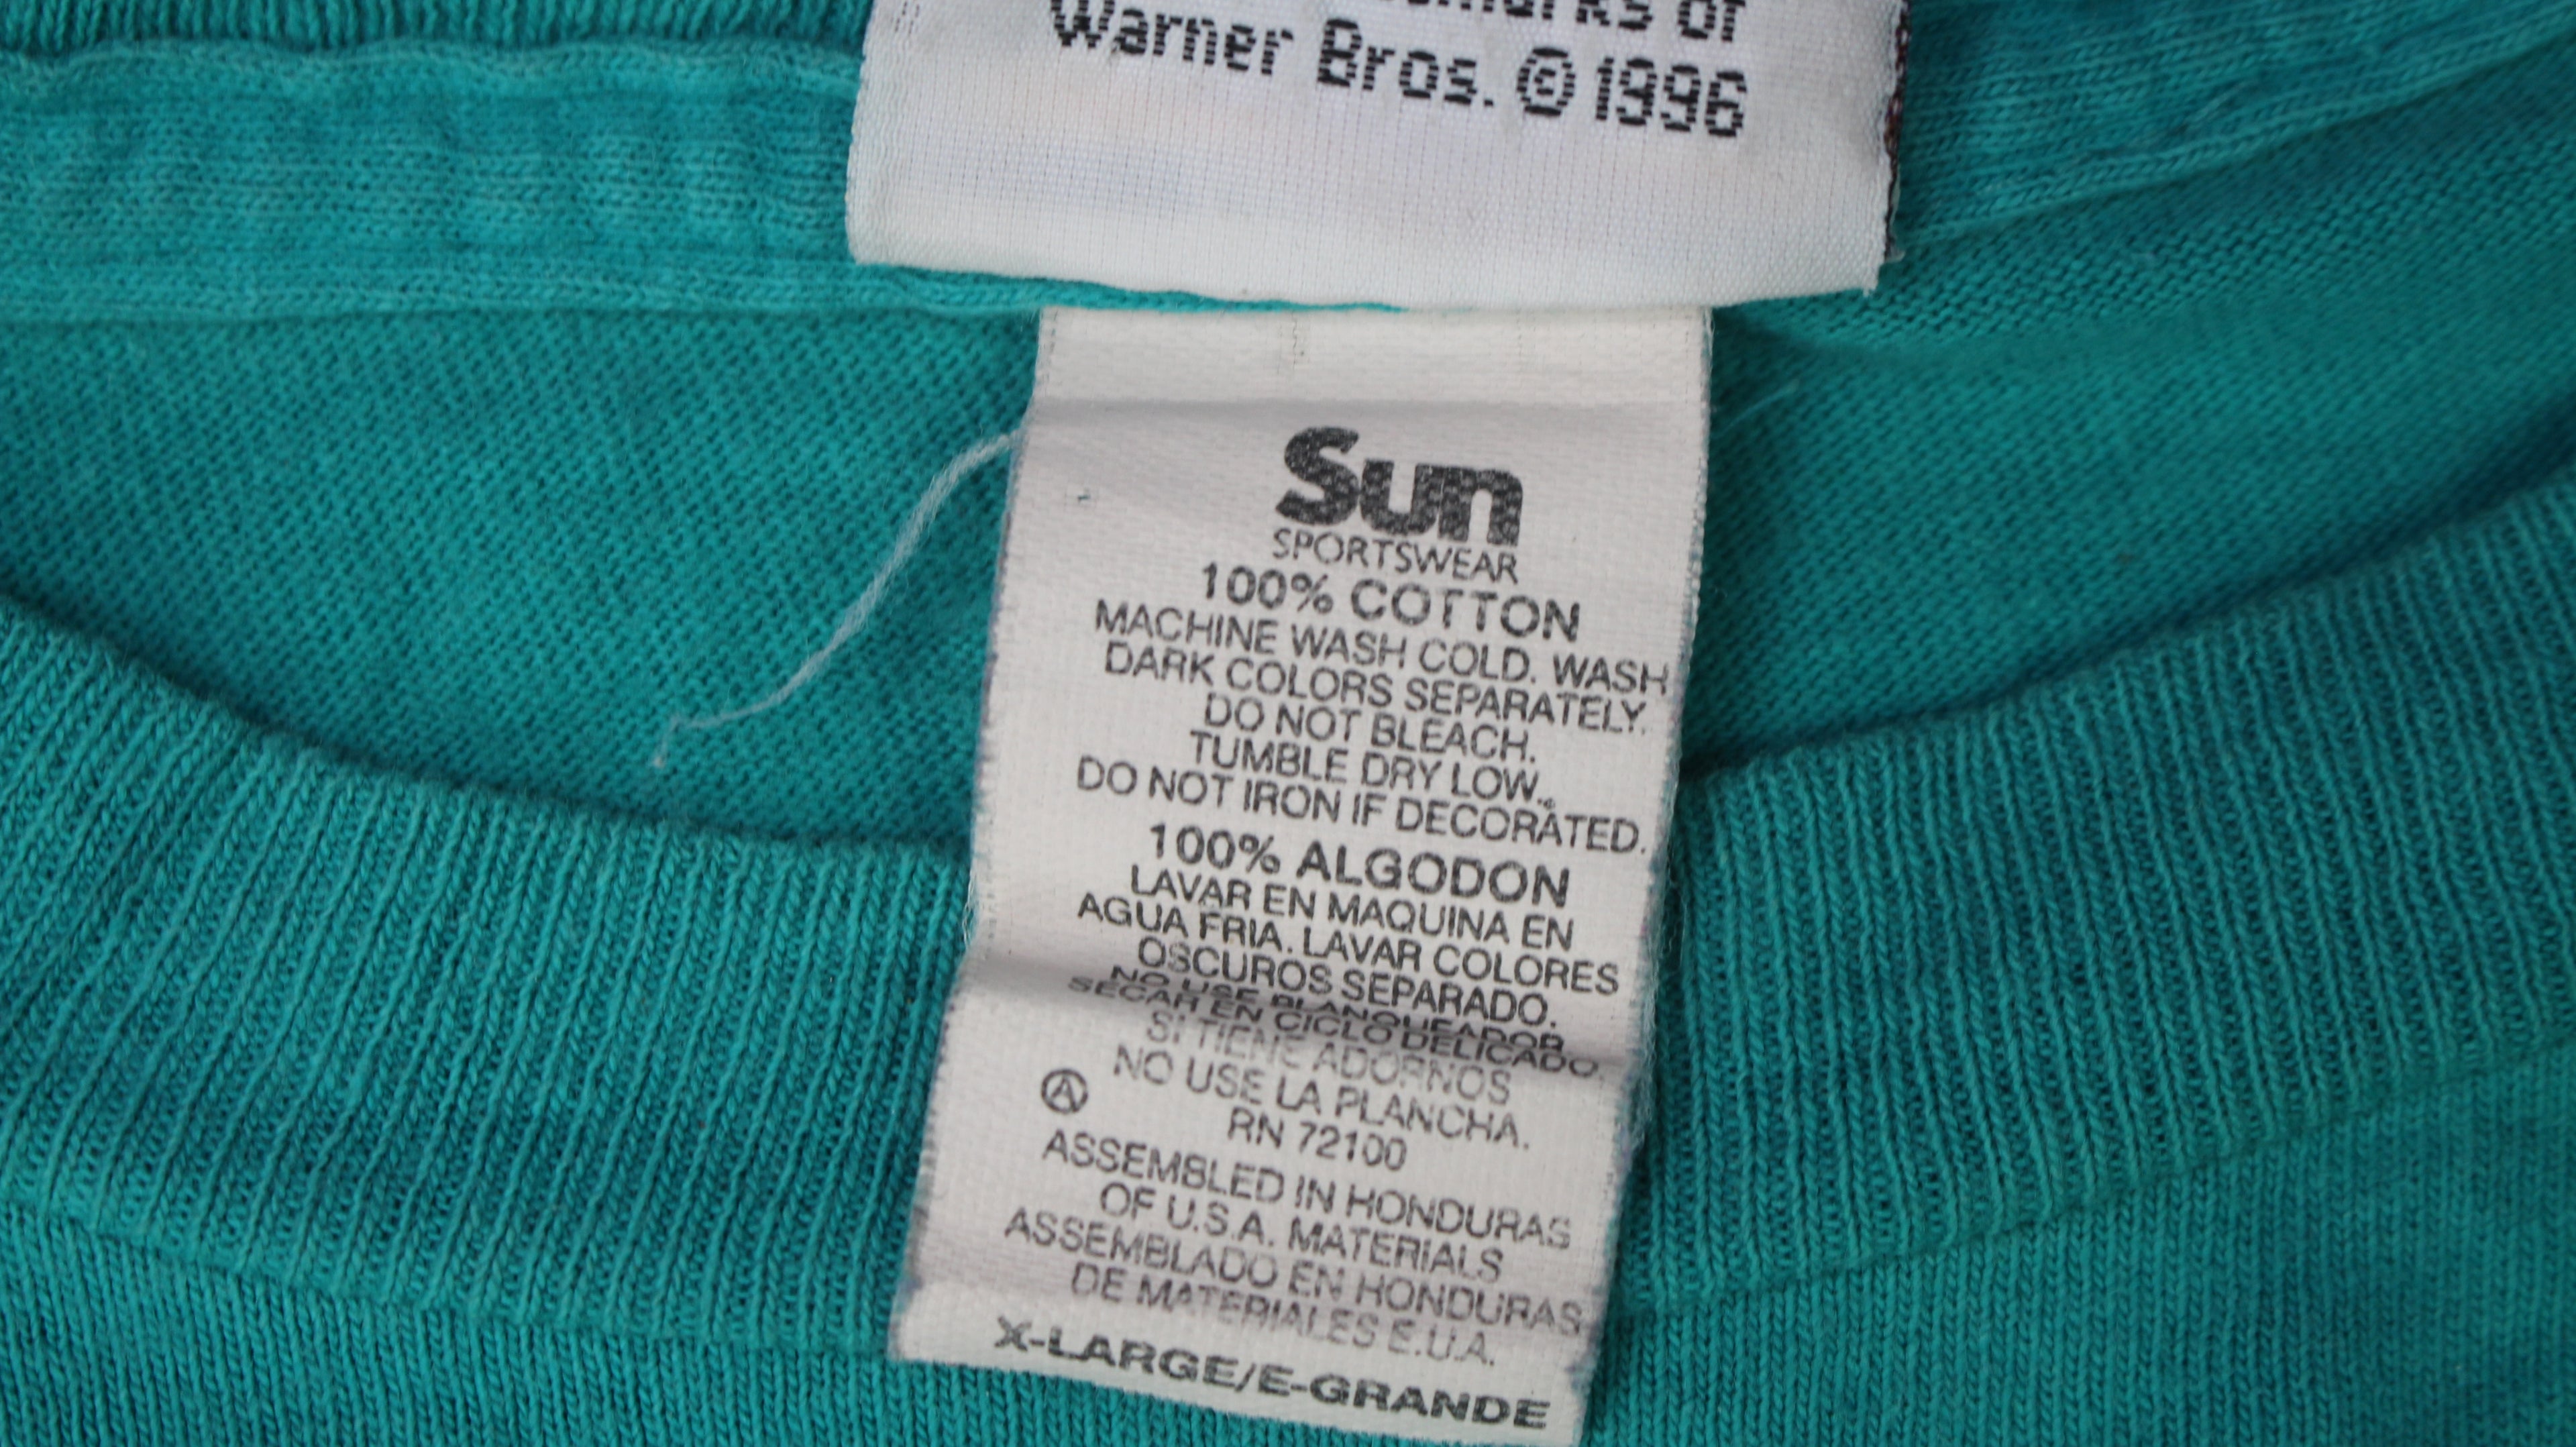 of
Warner Bros. © 1996
Sun
SPORTSWEAR
100% COTTON
MACHINE WASH COLD. WASH
DARK COLORS SEPARATELY.
DO NOT BLEACH.
TUMBLE DRY LOW.
DO NOT IRON IF DECORATED.
100% ALGODON
LAVAR EN MAQUINA EN
AGUA FRIA. LAVAR COLORES
OSCUROS SEPARADO.
NO USE BLANQUEADOR
SECAR EN CICLO DELICADO.
SI TIENE ADORNOS
NO USE LA PLANCHA.
Ⓐ
RN 72100
ASSEMBLED IN HONDURAS
OF U.S.A. MATERIALS
ASSEMBLADO EN HONDURAS
DE MATERIALES E.U.A.
X-LARGE/E-GRANDE